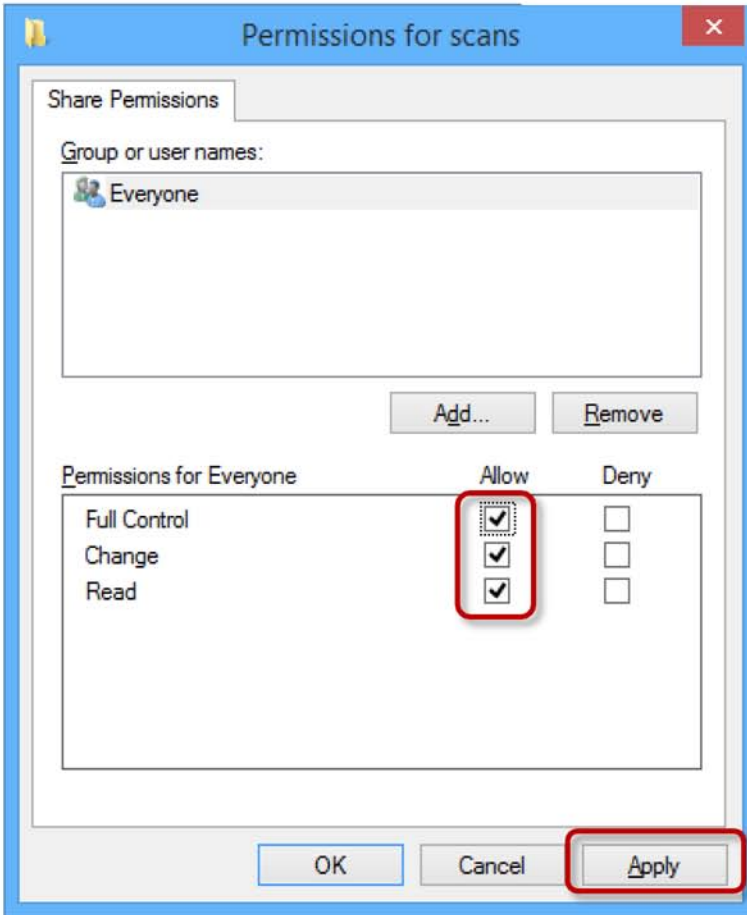 Permissions for scans
Share Permissions
Group or user names:
Everyone
Add... Remove
Permissions for Everyone Allow Deny
Full Control
Change
Read
OK Cancel Apply